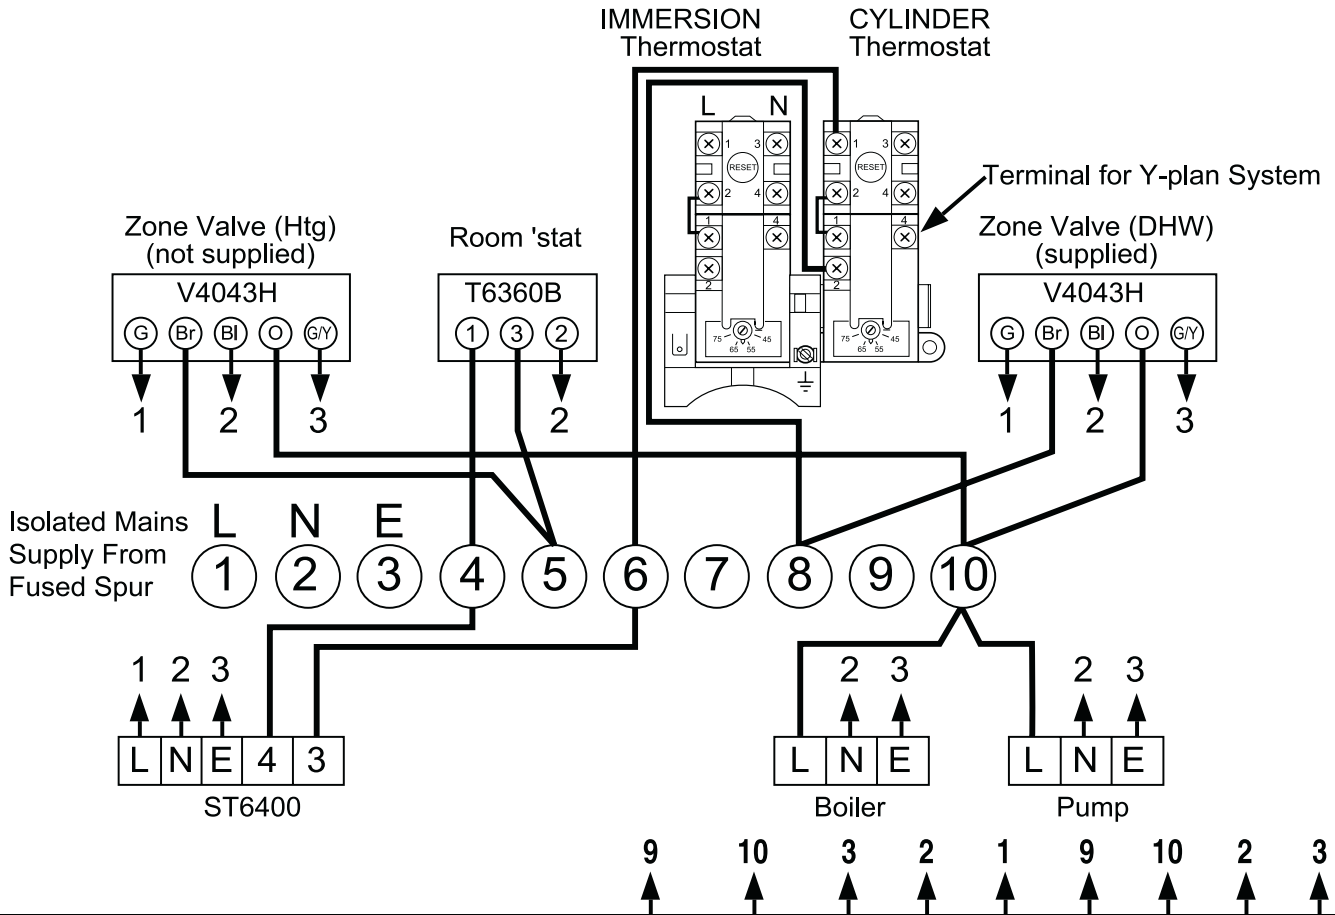 IMMERSION
Thermostat
CYLINDER
Thermostat
L N
1 3
RESET
2 4
1 4
2
75 65 55 45
1 3
RESET
2 4
1 4
2
75 65 55 45
Terminal for Y-plan System
Zone Valve (Htg)
(not supplied)
V4043H
G Br Bl O G/Y
1 2 3
Room 'stat
T6360B
1 3 2
2
Zone Valve (DHW)
(supplied)
V4043H
G Br Bl O G/Y
1 2 3
Isolated Mains
Supply From
Fused Spur
L N E
1 2 3 4 5 6 7 8 9 10
1 2 3
L N E 4 3
ST6400
2 3
L N E
Boiler
2 3
L N E
Pump
9 10 3 2 1 9 10 2 3